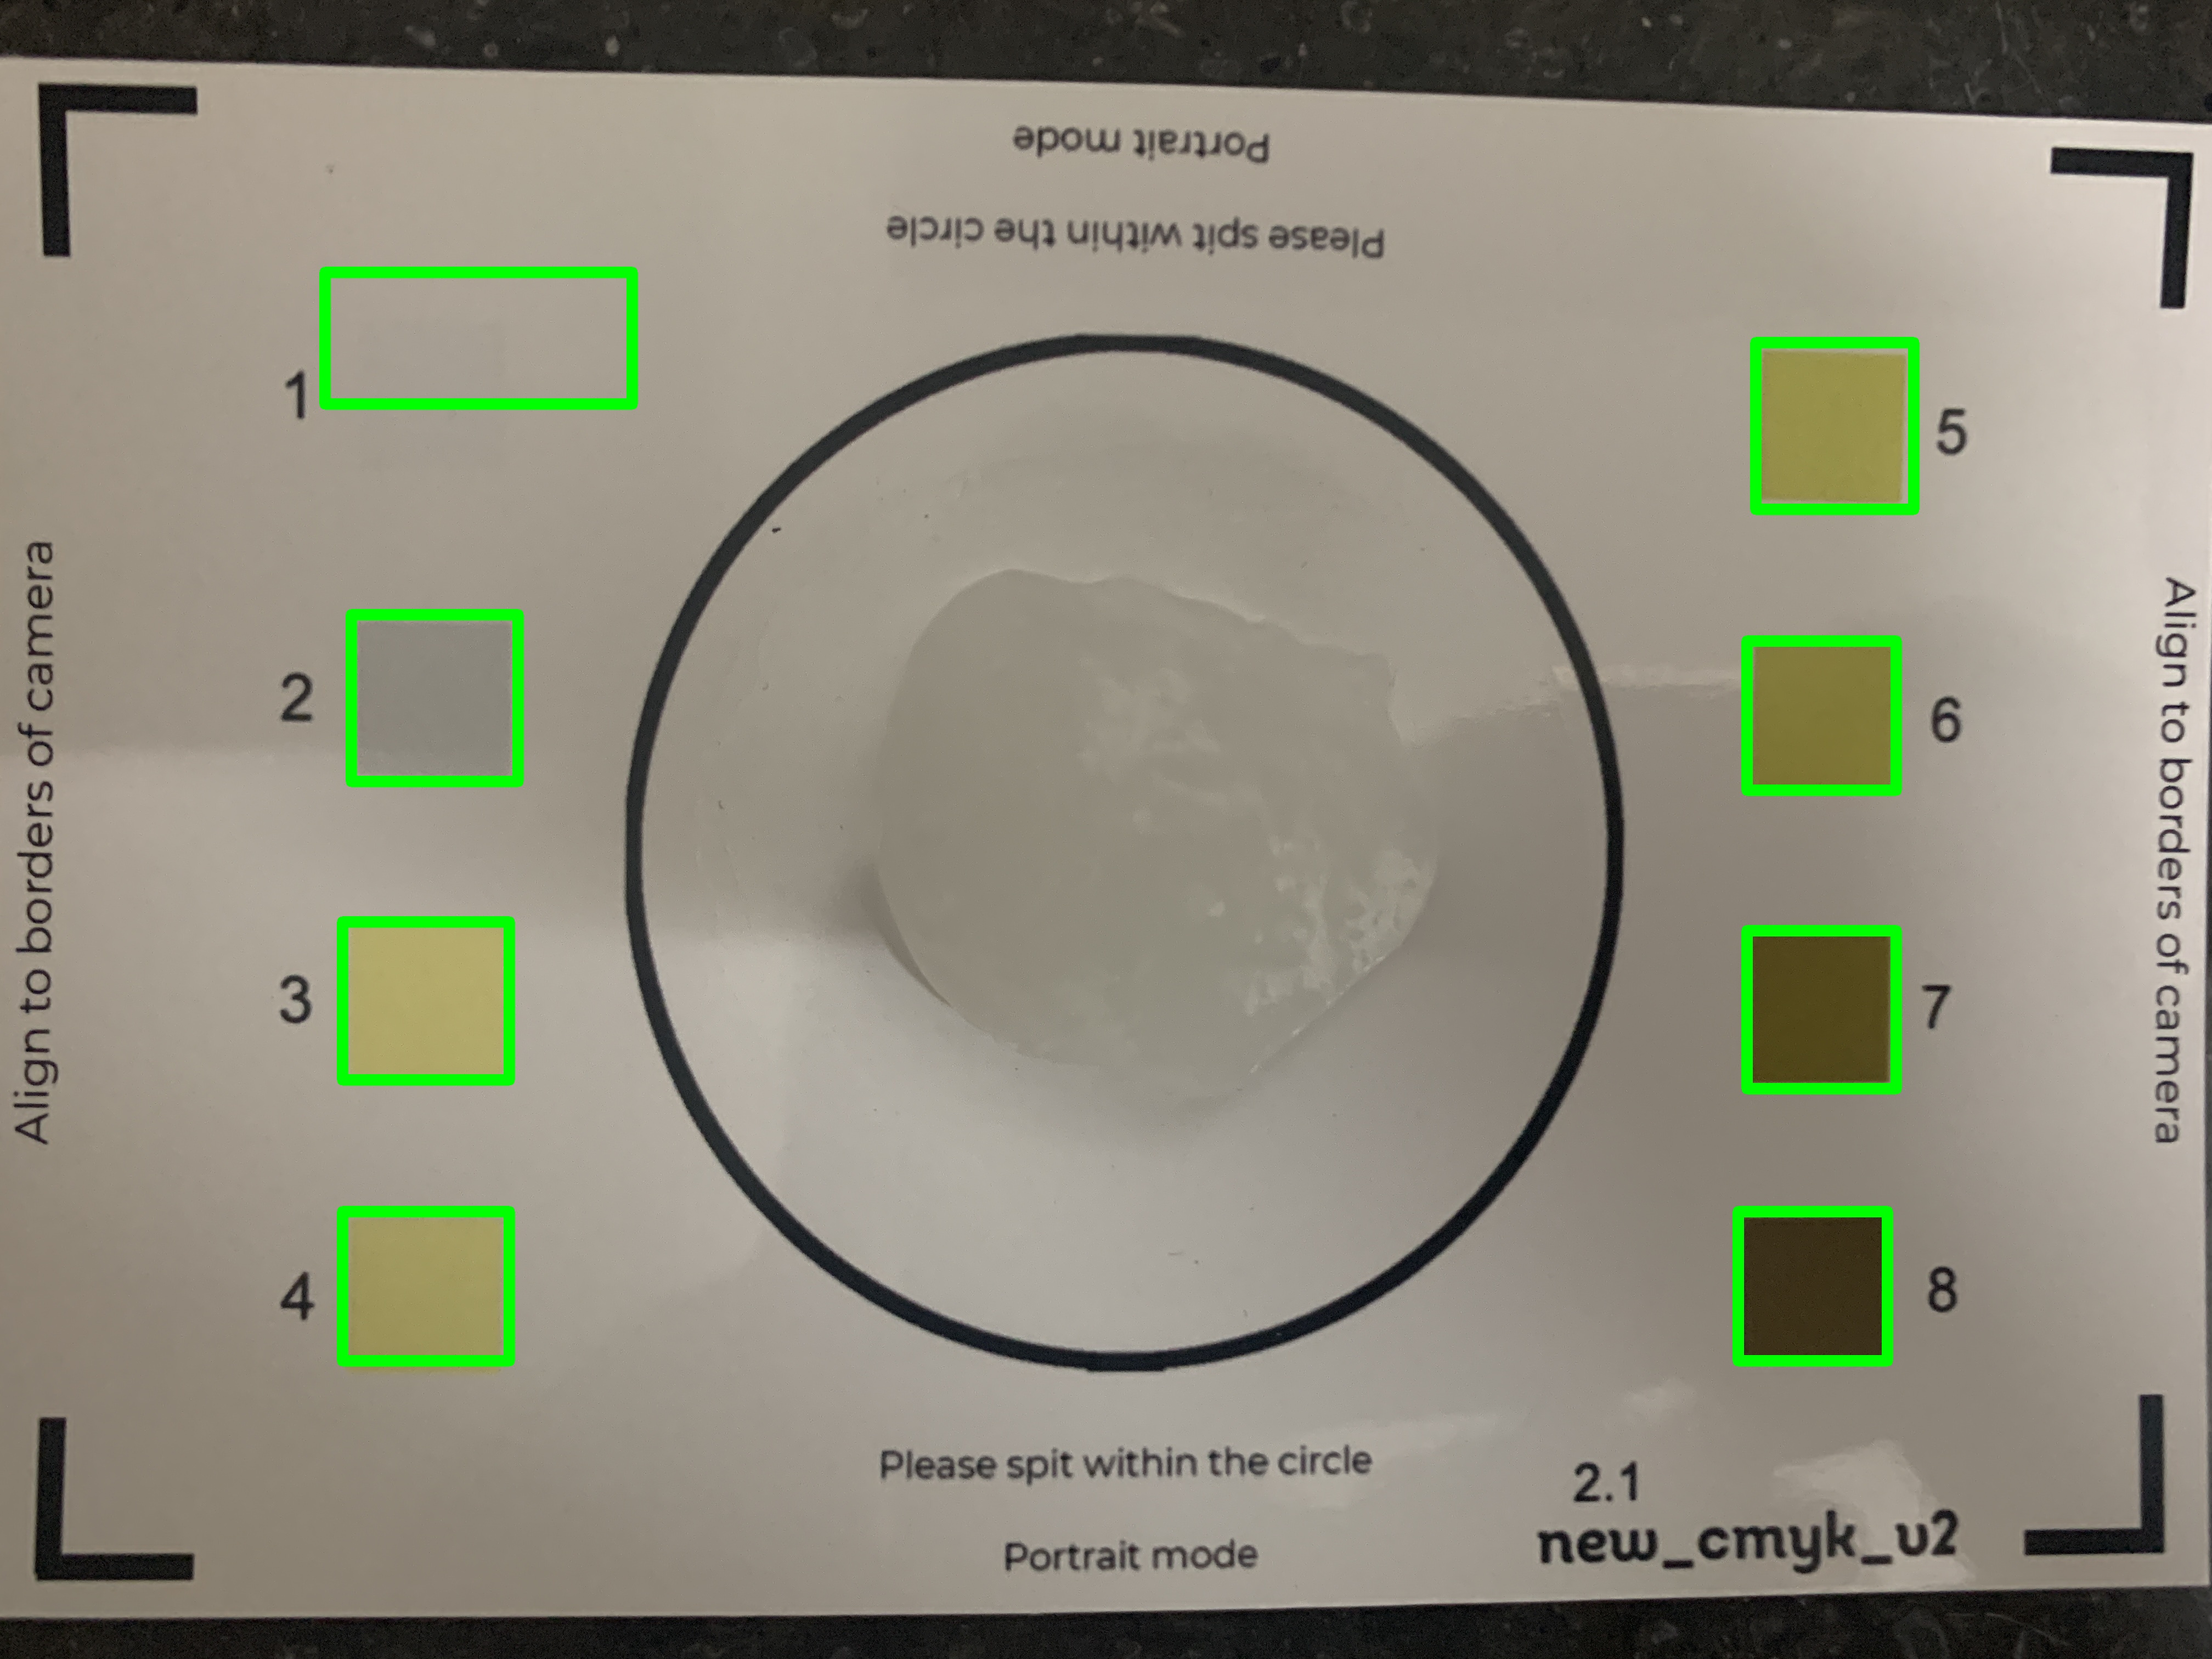 Portrait mode
Please spit within the circle
Align to borders of camera
1
2
3
4
5
6
7
8
Align to borders of camera
Please spit within the circle
Portrait mode
2.1
new_cmyk_v2